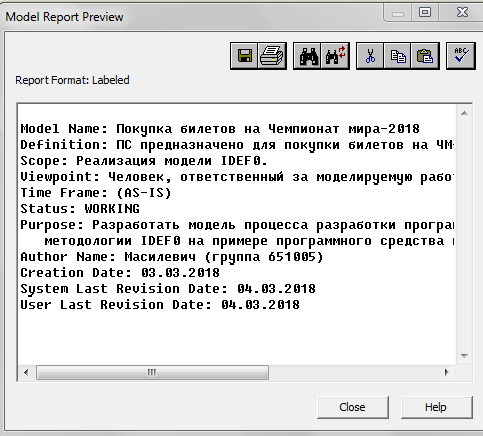 Model Report Preview
ABC
Report Format: Labeled
Model Name: Покупка билетов на Чемпионат мира-2018
Definition: ПС предназначено для покупки билетов на ЧМ-
Scope: Реализация модели IDEF0.
Viewpoint: Человек, ответственный за моделируемую
Time Frame: (AS-IS)
Status: WORKING
Purpose: Разработать модель процесса разработки
методологии IDEF0 на примере программного средства
Author Name: Масилевич (группа 651005)
Creation Date: 03.03.2018
System Last Revision Date: 04.03.2018
User Last Revision Date: 04.03.2018
Close
Help